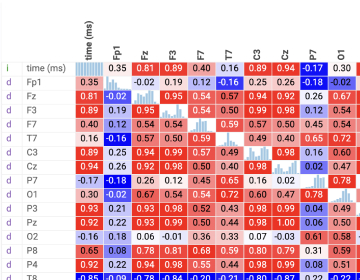 time (ms) Fp1 Fz F3 F7 T7 C3 Cz P7 O1
i time (ms) 0.35 0.81 0.89 0.40 0.16 0.89 0.94 -0.17 0.30
d Fp1 0.35 -0.02 0.19 0.12 -0.16 0.25 0.26 -0.18 -0.02
d Fz 0.81 -0.02 0.95 0.54 0.57 0.94 0.92 0.26 0.67
d F3 0.89 0.19 0.95 0.54 0.50 0.99 0.98 0.12 0.54
d F7 0.40 0.12 0.54 0.54 0.59 0.57 0.50 0.45 0.54
d T7 0.16 -0.16 0.57 0.50 0.59 0.49 0.40 0.65 0.72
d C3 0.89 0.25 0.94 0.99 0.57 0.49 0.98 0.16 0.60
d Cz 0.94 0.26 0.92 0.98 0.50 0.40 0.98 0.02 0.47
d P7 -0.17 -0.18 0.26 0.12 0.45 0.65 0.16 0.02 0.78
d O1 0.30 -0.02 0.67 0.54 0.54 0.72 0.60 0.47 0.78
d P3 0.93 0.21 0.93 0.98 0.52 0.43 0.98 0.99 0.04 0.49
d Pz 0.92 0.22 0.93 0.99 0.50 0.44 0.98 1.00 0.06 0.50
d O2 -0.16 0.18 0.06 -0.01 0.36 0.33 0.07 -0.03 0.61 0.58
d P8 0.65 0.08 0.78 0.81 0.68 0.59 0.80 0.79 0.31 0.59
d P4 0.92 0.22 0.94 0.98 0.55 0.44 0.98 0.99 0.08 0.51
d T8 -0.85